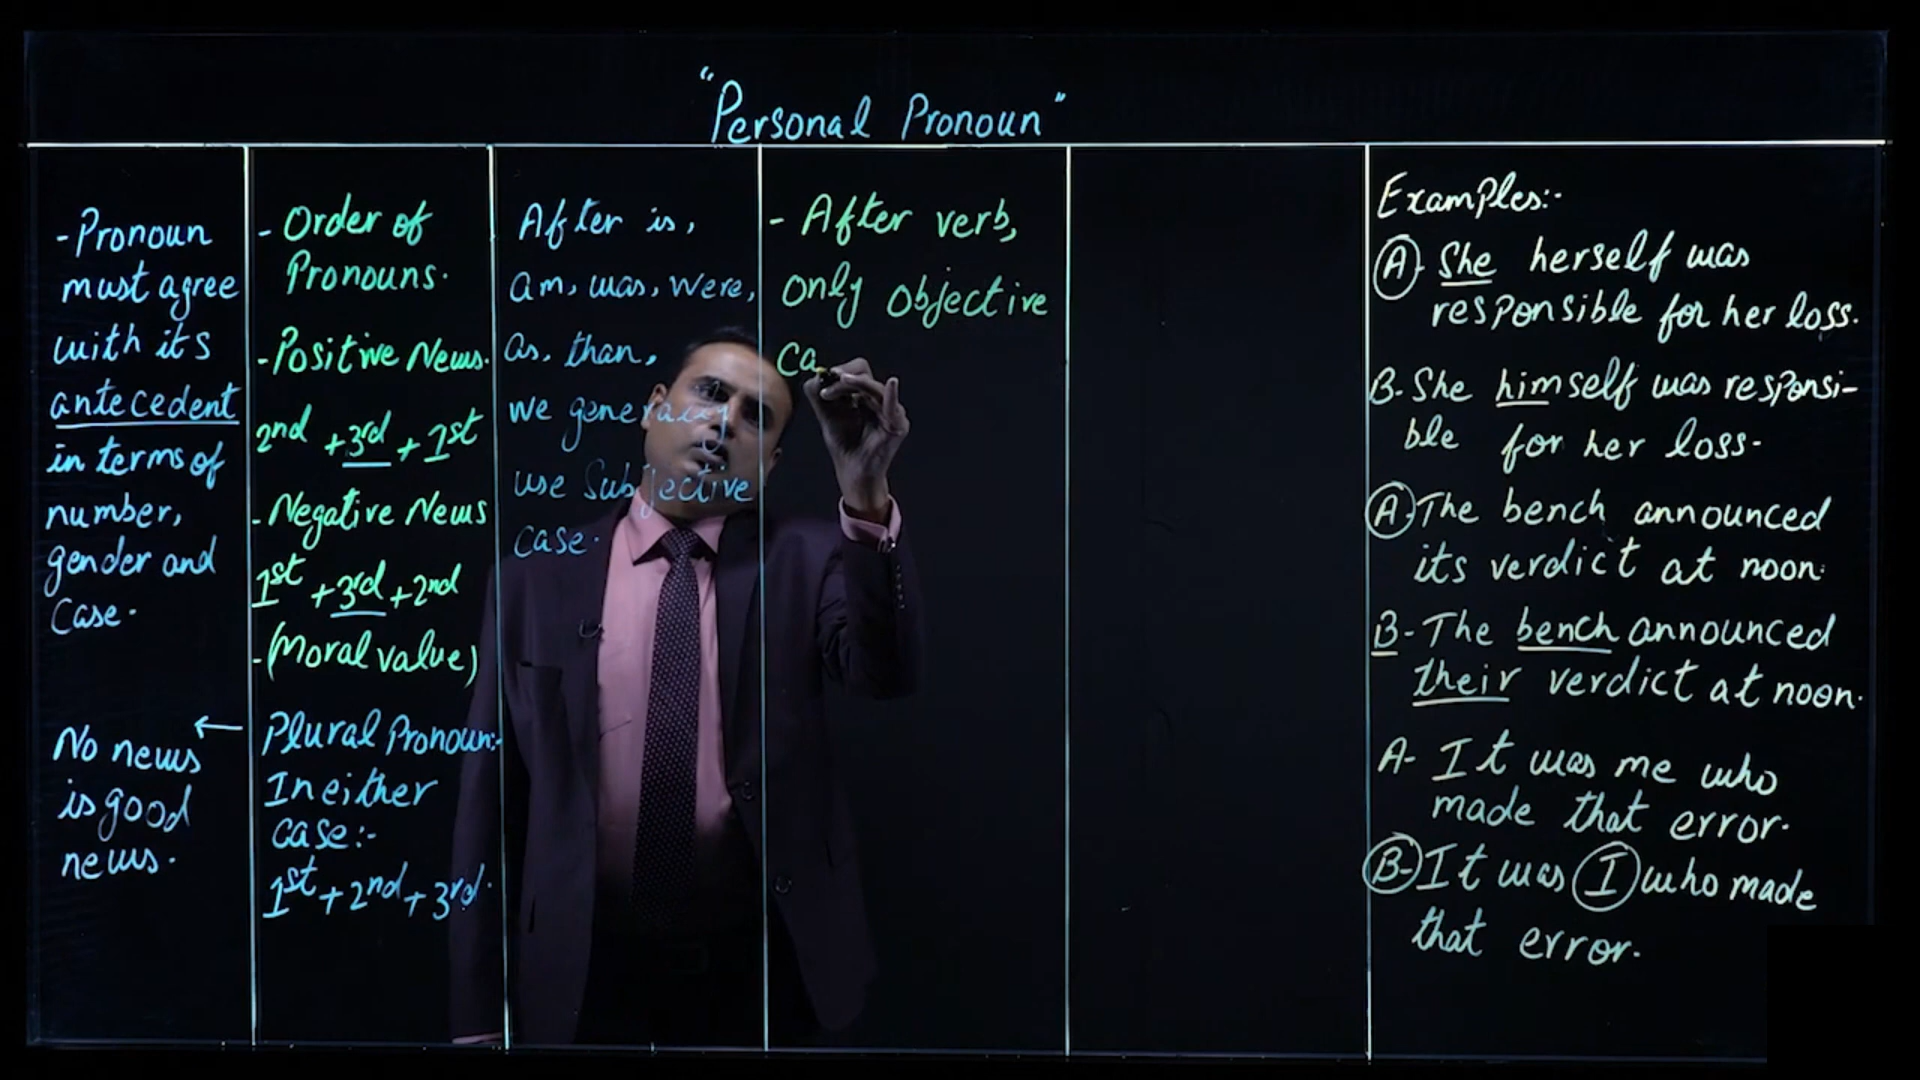 "Personal Pronoun"
-Pronoun
must agree
with its
antecedent
in terms of
number,
gender and
Case.
No news
is good
news.
- Order of
Pronouns.
-Positive News.
2nd +3rd + 1st
-Negative News
1st +3rd +2nd
-(Moral value)
Plural Pronoun:-
In either
case:-
1st + 2nd + 3rd.
After is,
am, was, were,
as, than,
we generally
use Subjective
case.
- After verb,
only objective
ca
Examples:-
A- She herself was
responsible for her loss.
B- She himself was responsi-
ble for her loss.
A- The bench announced
its verdict at noon.
B- The bench announced
their verdict at noon.
A- It was me who
made that error.
B- It was I who made
that error.